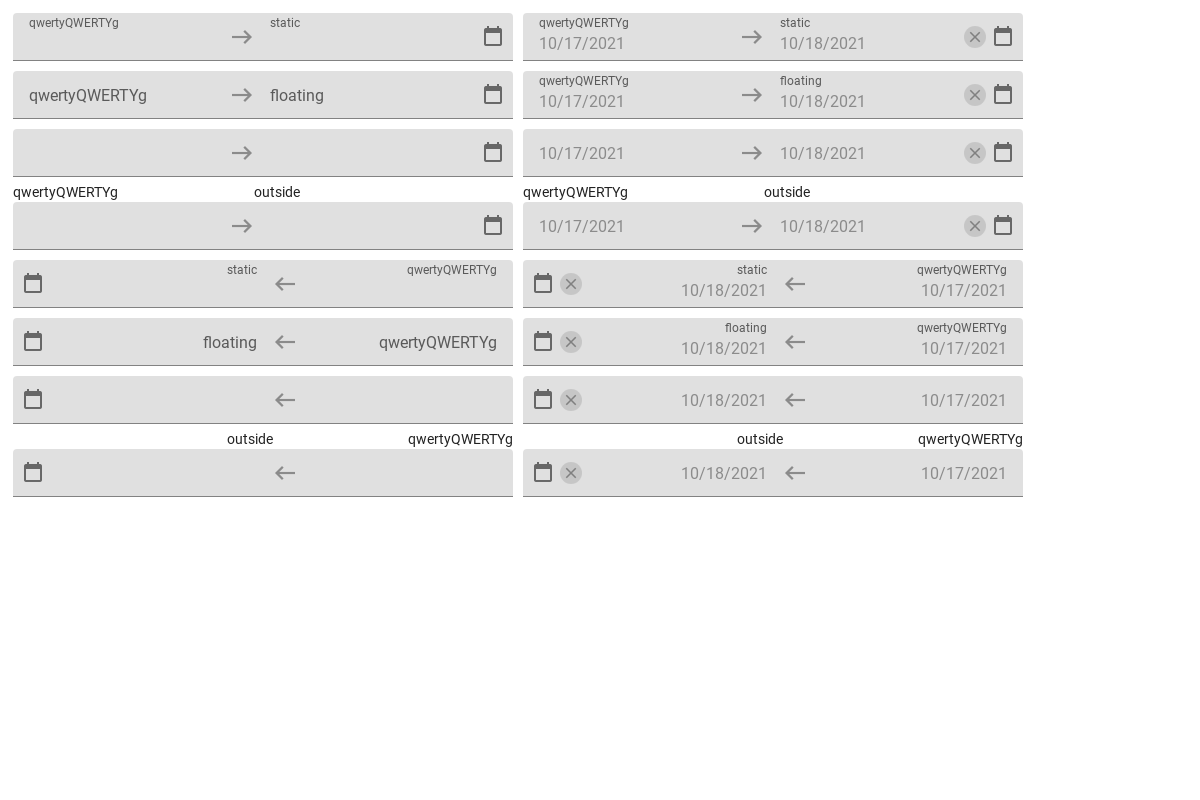 qwertyQWERTYg static qwertyQWERTYg static
10/17/2021 10/18/2021
qwertyQWERTYg floating qwertyQWERTYg floating
10/17/2021 10/18/2021
10/17/2021 10/18/2021
qwertyQWERTYg outside qwertyQWERTYg outside
10/17/2021 10/18/2021
static qwertyQWERTYg static qwertyQWERTYg
10/18/2021 10/17/2021
floating qwertyQWERTYg floating qwertyQWERTYg
10/18/2021 10/17/2021
10/18/2021 10/17/2021
outside qwertyQWERTYg outside qwertyQWERTYg
10/18/2021 10/17/2021